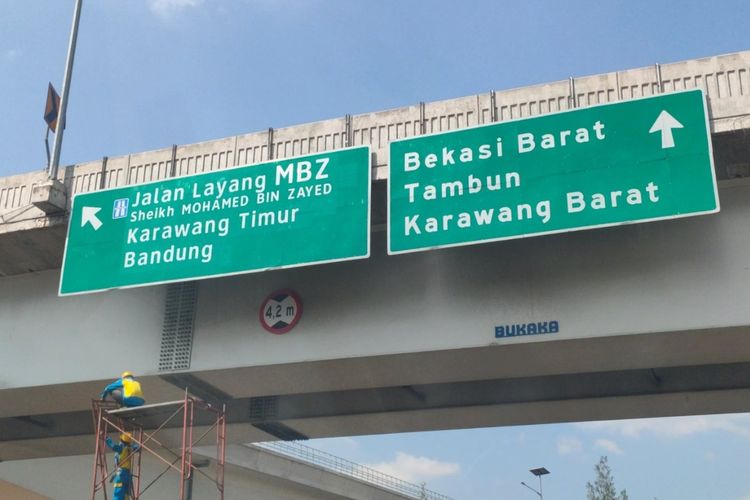 Jalan Layang MBZ
Sheikh MOHAMED BIN ZAYED
Karawang Timur
Bandung
Bekasi Barat
Tambun
Karawang Barat
4,2 m
BUKAKA